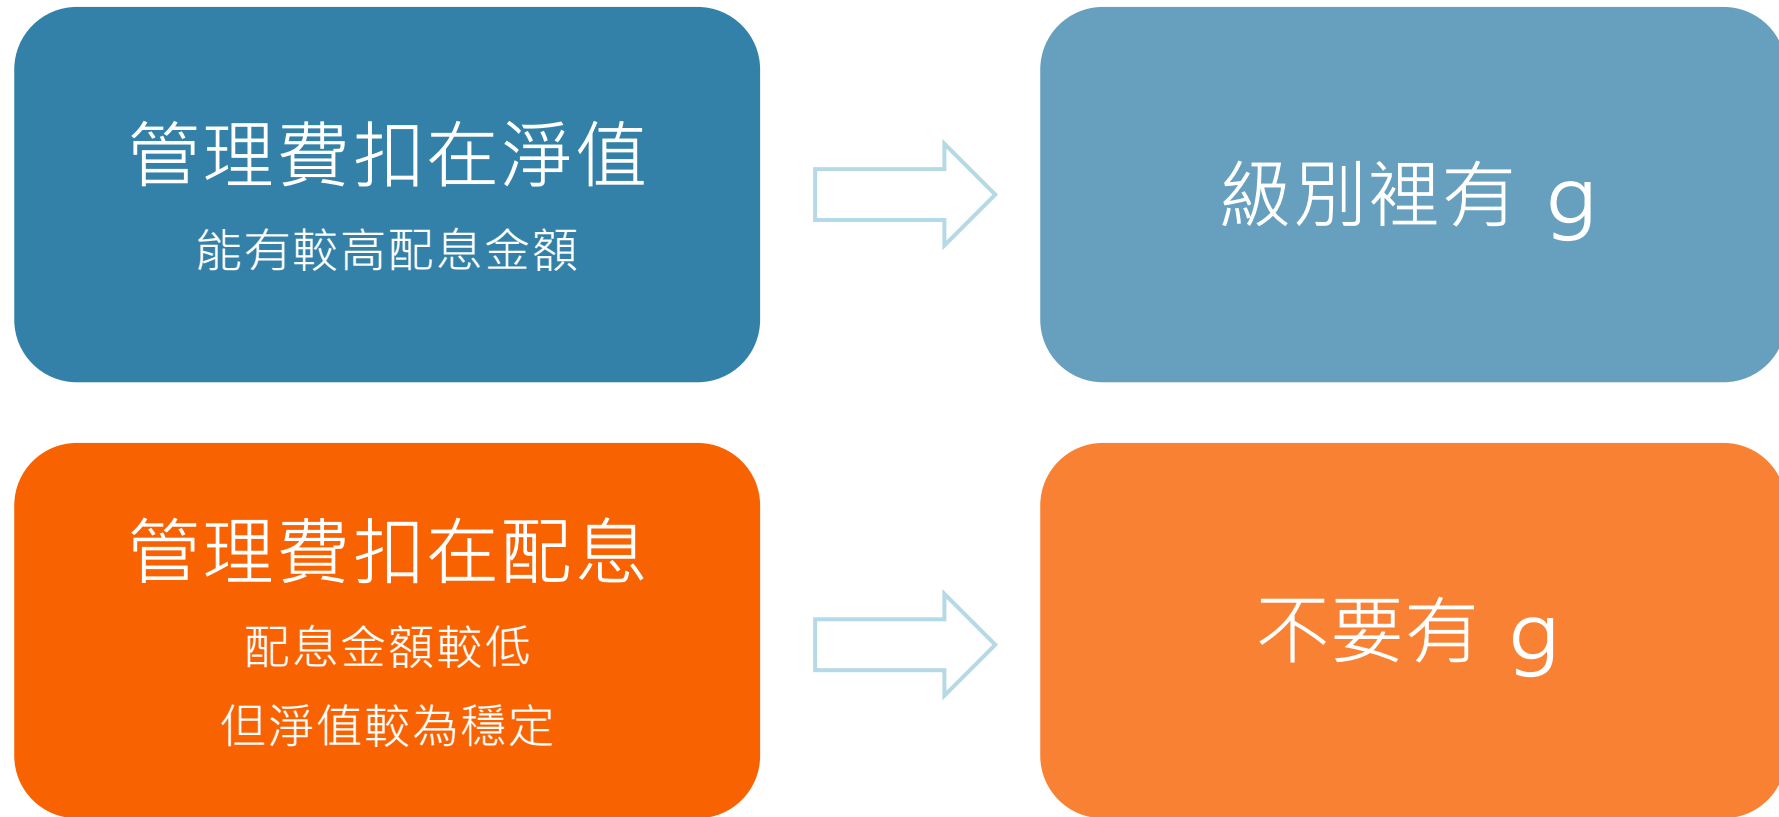 管理費扣在淨值
能有較高配息金額
級別裡有 g
管理費扣在配息
配息金額較低
但淨值較為穩定
不要有 g